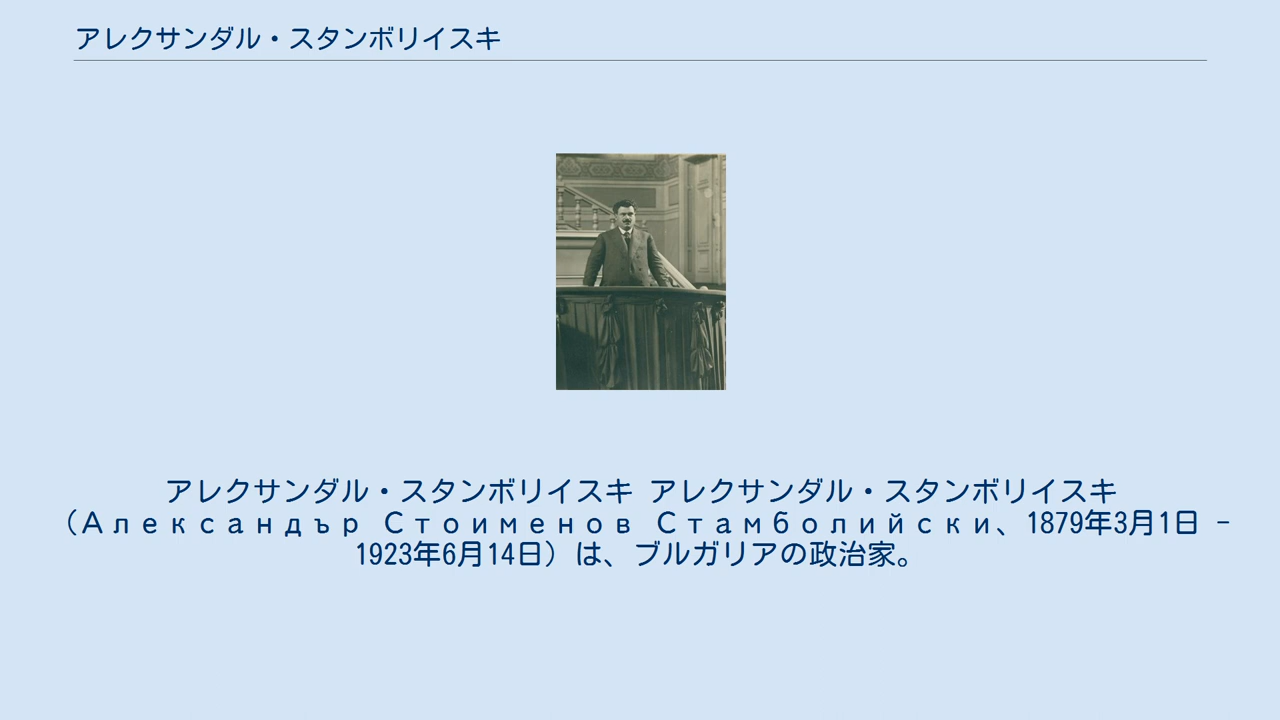 アレクサンダル・スタンボリイスキ
アレクサンダル・スタンボリイスキ アレクサンダル・スタンボリイスキ
（Александър Стоименов Стамболийски、1879年3月1日 -
1923年6月14日）は、ブルガリアの政治家。